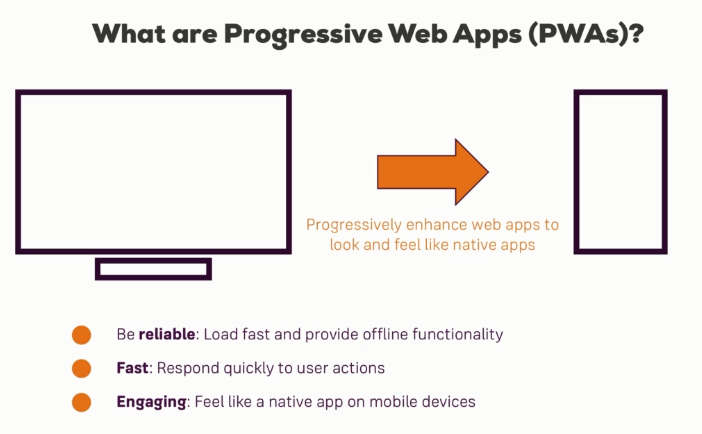 What are Progressive Web Apps (PWAs)?
Progressively enhance web apps to
look and feel like native apps
Be reliable: Load fast and provide offline functionality
Fast: Respond quickly to user actions
Engaging: Feel like a native app on mobile devices